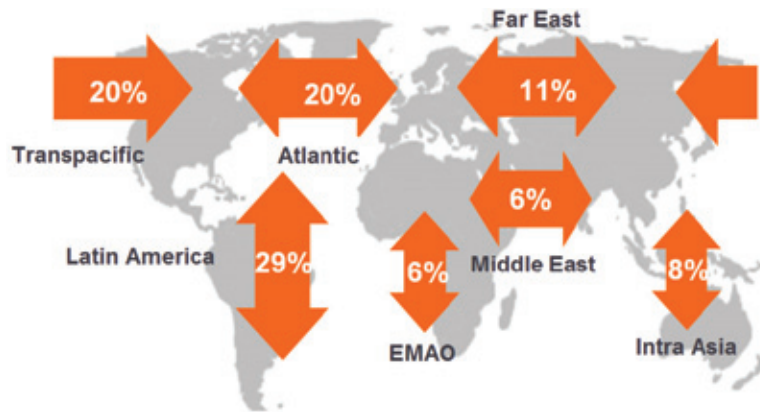 Far East
20%
20%
11%
Transpacific
Atlantic
6%
Latin America
29%
6%
Middle East
8%
EMAO
Intra Asia